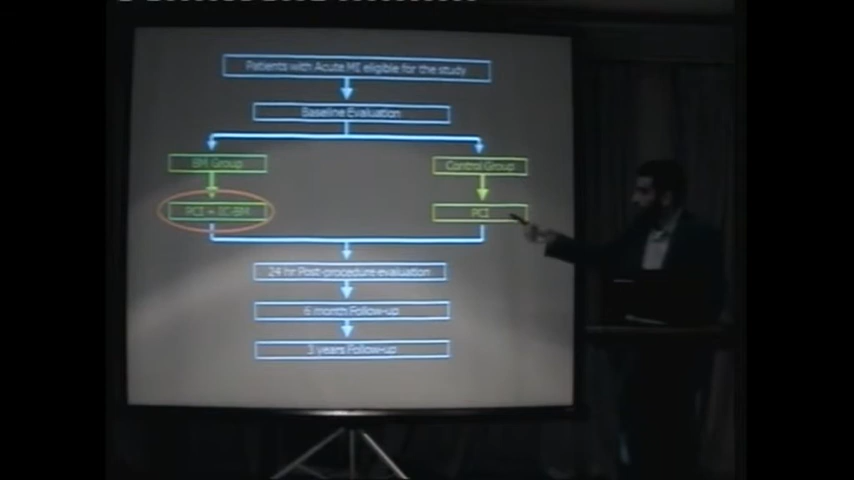 Patients with Acute MI eligible for the study
Baseline Evaluation
BM Group
Control Group
PCI + IC-BM
PCI
24 hr Post-procedure evaluation
6 month Follow-up
3 years Follow-up